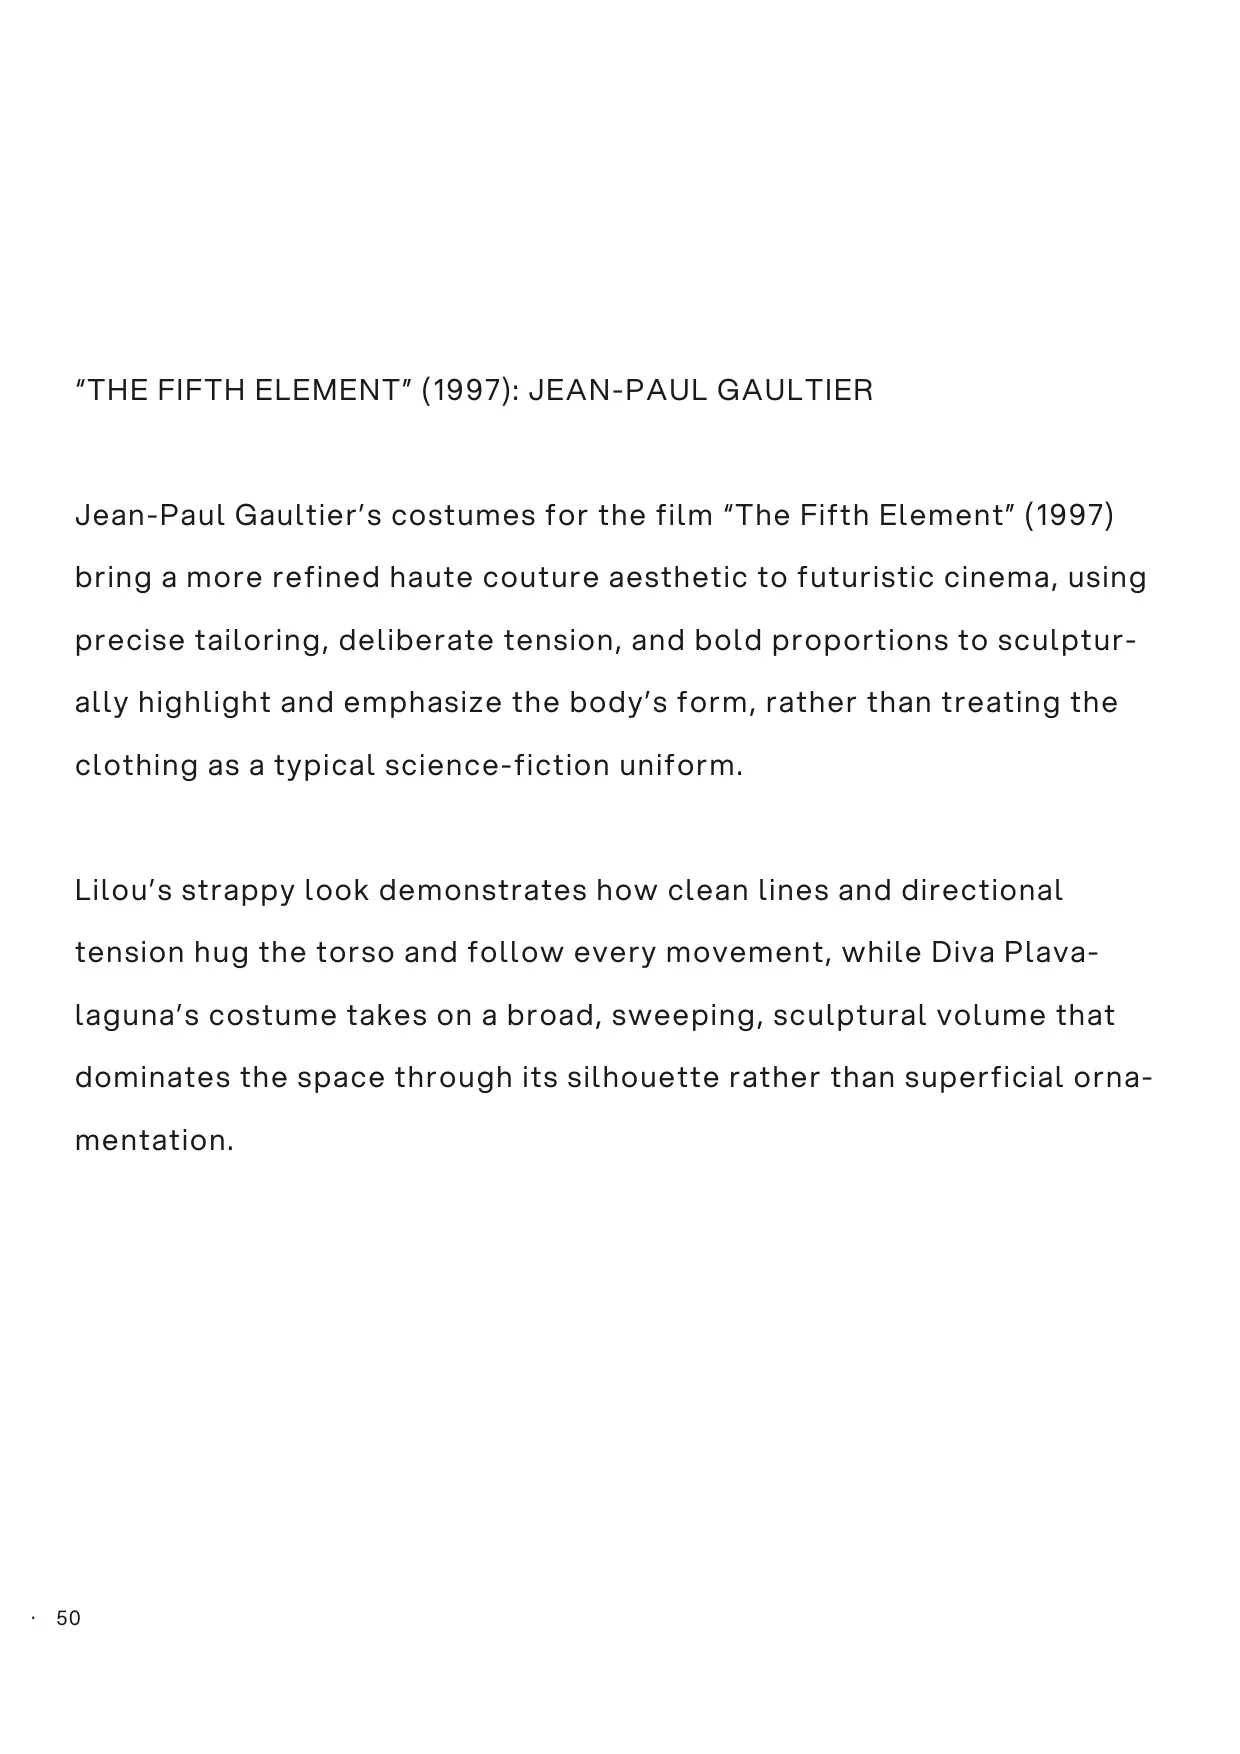 “THE FIFTH ELEMENT” (1997): JEAN-PAUL GAULTIER
Jean-Paul Gaultier’s costumes for the film “The Fifth Element” (1997)
bring a more refined haute couture aesthetic to futuristic cinema, using
precise tailoring, deliberate tension, and bold proportions to sculptur-
ally highlight and emphasize the body’s form, rather than treating the
clothing as a typical science-fiction uniform.
Lilou’s strappy look demonstrates how clean lines and directional
tension hug the torso and follow every movement, while Diva Plava-
laguna’s costume takes on a broad, sweeping, sculptural volume that
dominates the space through its silhouette rather than superficial orna-
mentation.
· 50